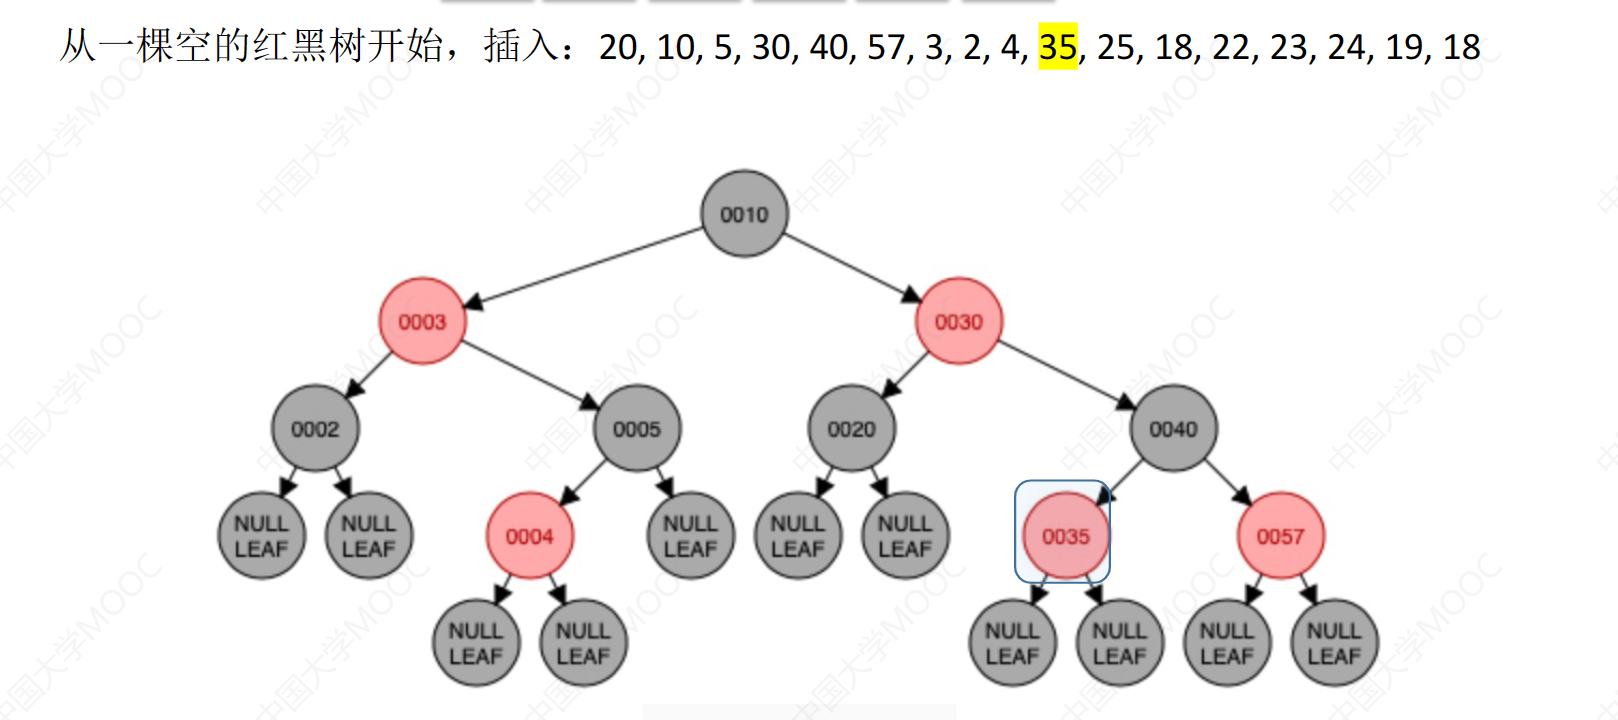 从一棵空的红黑树开始，插入：20, 10, 5, 30, 40, 57, 3, 2, 4, 35, 25, 18, 22, 23, 24, 19, 18
0010
0003 0030
0002 0005 0020 0040
NULL LEAF NULL LEAF 0004 NULL LEAF NULL LEAF NULL LEAF 0035 0057
NULL LEAF NULL LEAF NULL LEAF NULL LEAF NULL LEAF NULL LEAF
中国大学MOOC